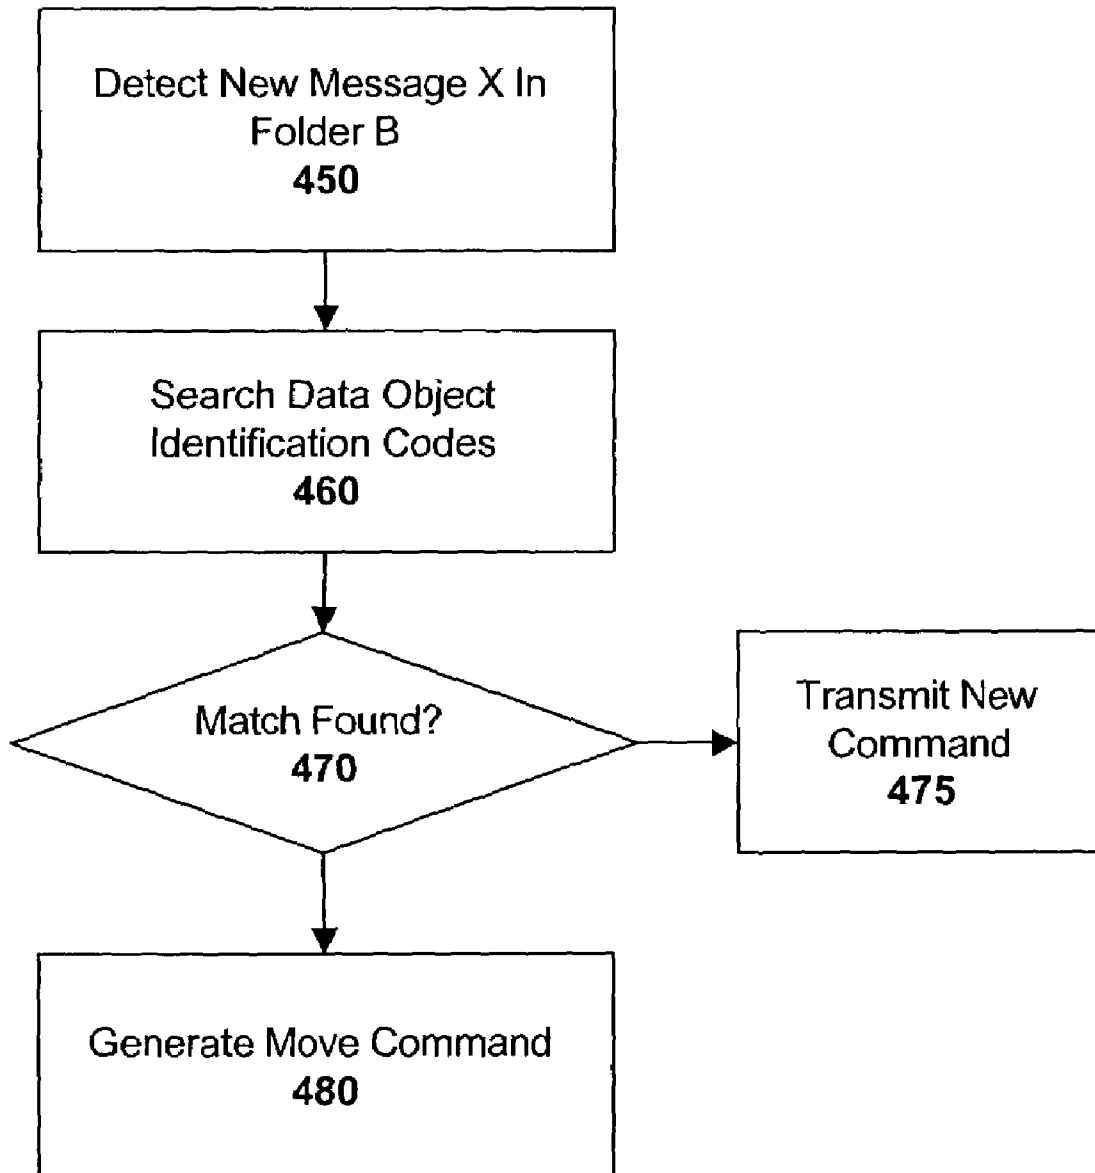 Detect New Message X In
Folder B
450
Search Data Object
Identification Codes
460
Match Found?
470
Transmit New
Command
475
Generate Move Command
480